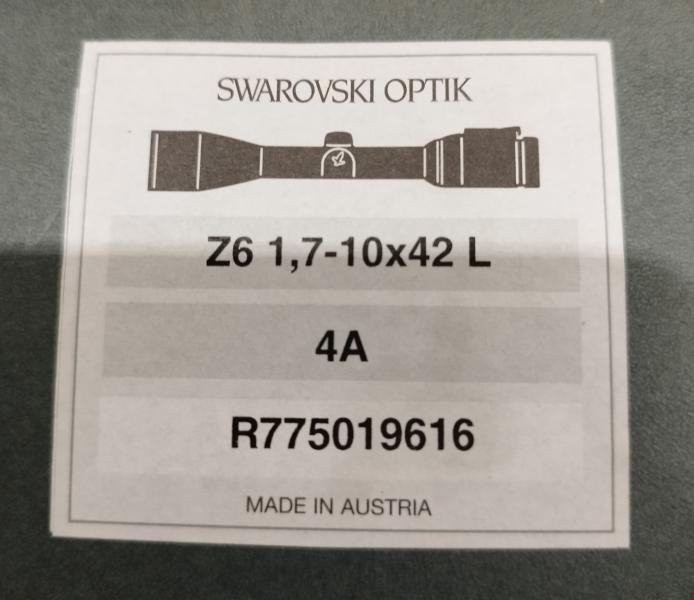 SWAROVSKI OPTIK
Z6 1,7-10x42 L
4A
R775019616
MADE IN AUSTRIA